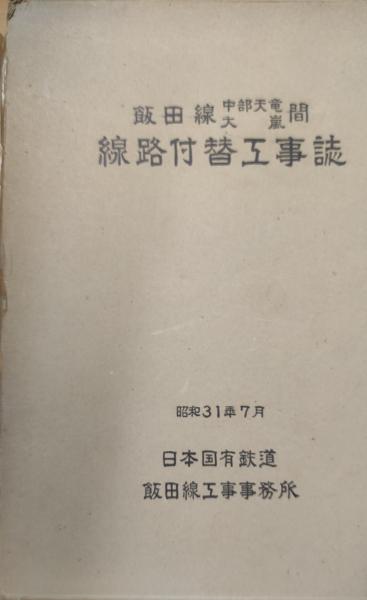 飯田線 中部天竜 大嵐 間
線路付替工事誌
昭和31年7月
日本国有鉄道
飯田線工事事務所